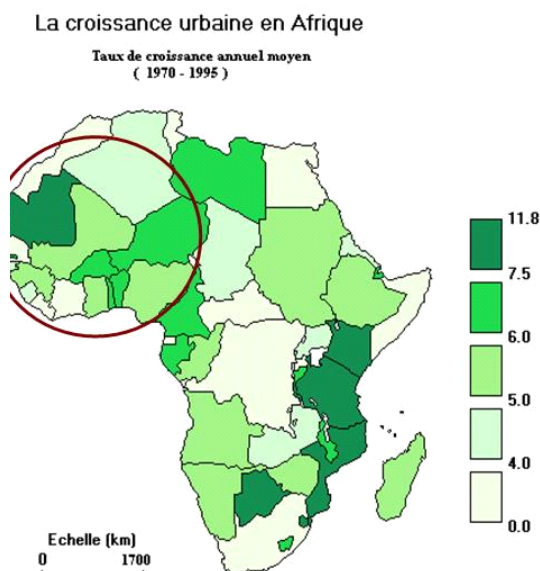 La croissance urbaine en Afrique
Taux de croissance annuel moyen
( 1970 - 1995 )
11.8
7.5
6.0
5.0
4.0
0.0
Echelle (km)
0 1700